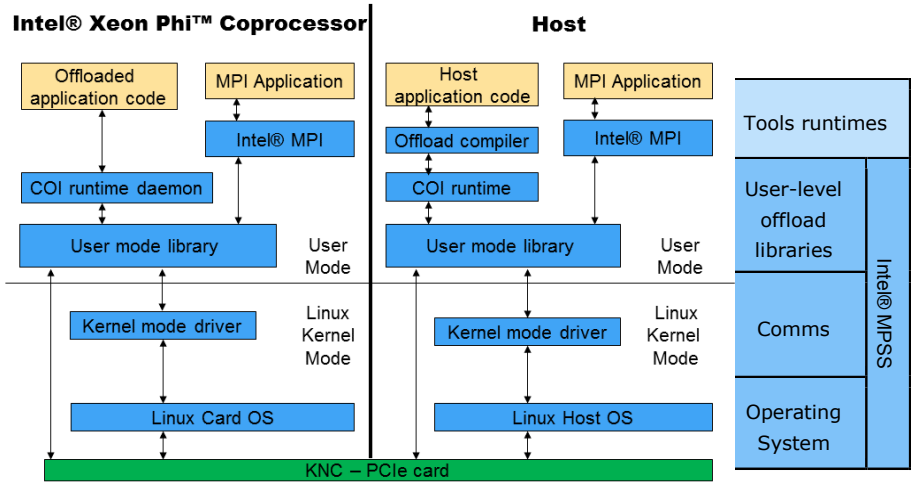 Intel® Xeon Phi™ Coprocessor
Offloaded
application code
MPI Application
Intel® MPI
COI runtime daemon
User mode library
User
Mode
Kernel mode driver
Linux
Kernel
Mode
Linux Card OS
Host
Host
application code
MPI Application
Offload compiler
Intel® MPI
COI runtime
User mode library
User
Mode
Kernel mode driver
Linux
Kernel
Mode
Linux Host OS
KNC – PCIe card
Tools runtimes
User-level
offload
libraries
Comms
Operating
System
Intel® MPSS